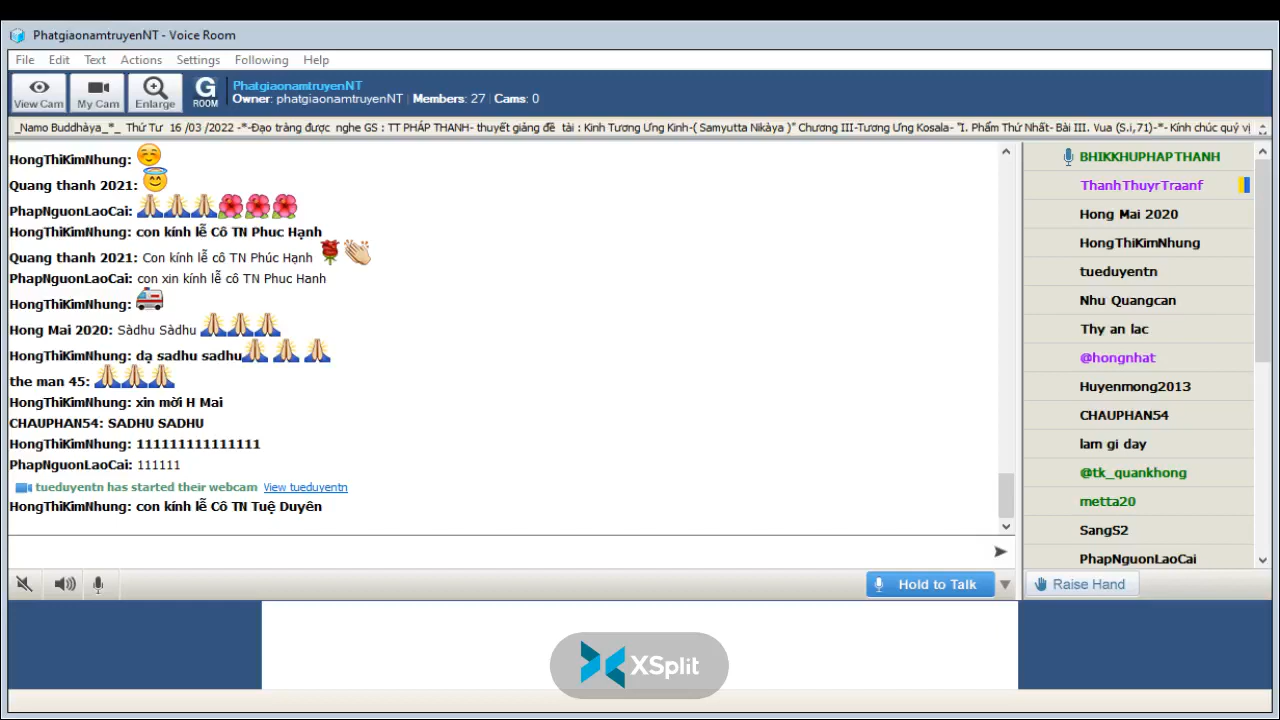 PhatgiaonamtruyenNT - Voice Room
File Edit Text Actions Settings Following Help
View Cam My Cam Enlarge G ROOM
PhatgiaonamtruyenNT
Owner: phatgiaonamtruyenNT Members: 27 Cams: 0
_Namo Buddhàya_*_ Thứ Tư 16 /03 /2022 -*-Đạo tràng được nghe GS : TT PHÁP THANH- thuyết giảng đề tài : Kinh Tương Ưng Kinh-( Samyutta Nikàya )" Chương III-Tương Ưng Kosala- "I. Phẩm Thứ Nhất- Bài III. Vua (S.i,71)-*- Kính chúc quý vị
HongThiKimNhung: ☺️
Quang thanh 2021: 😇
PhapNguonLaoCai: 🙏🙏🙏🌺🌺🌺
HongThiKimNhung: con kính lễ Cô TN Phuc Hạnh
Quang thanh 2021: Con kính lễ cô TN Phúc Hạnh 🌹👏
PhapNguonLaoCai: con xin kính lễ cô TN Phuc Hanh
HongThiKimNhung: 🚑
Hong Mai 2020: Sàdhu Sàdhu 🙏🙏🙏
HongThiKimNhung: dạ sadhu sadhu🙏 🙏 🙏
the man 45: 🙏🙏🙏
HongThiKimNhung: xin mời H Mai
CHAUPHAN54: SADHU SADHU
HongThiKimNhung: 111111111111111
PhapNguonLaoCai: 111111
tueduyentn has started their webcam View tueduyentn
HongThiKimNhung: con kính lễ Cô TN Tuệ Duyên
BHIKKHUPHAPTHANH
ThanhThuyrTraanf
Hong Mai 2020
HongThiKimNhung
tueduyentn
Nhu Quangcan
Thy an lac
@hongnhat
Huyenmong2013
CHAUPHAN54
lam gi day
@tk_quankhong
metta20
SangS2
PhapNguonLaoCai
Hold to Talk
Raise Hand
XSplit